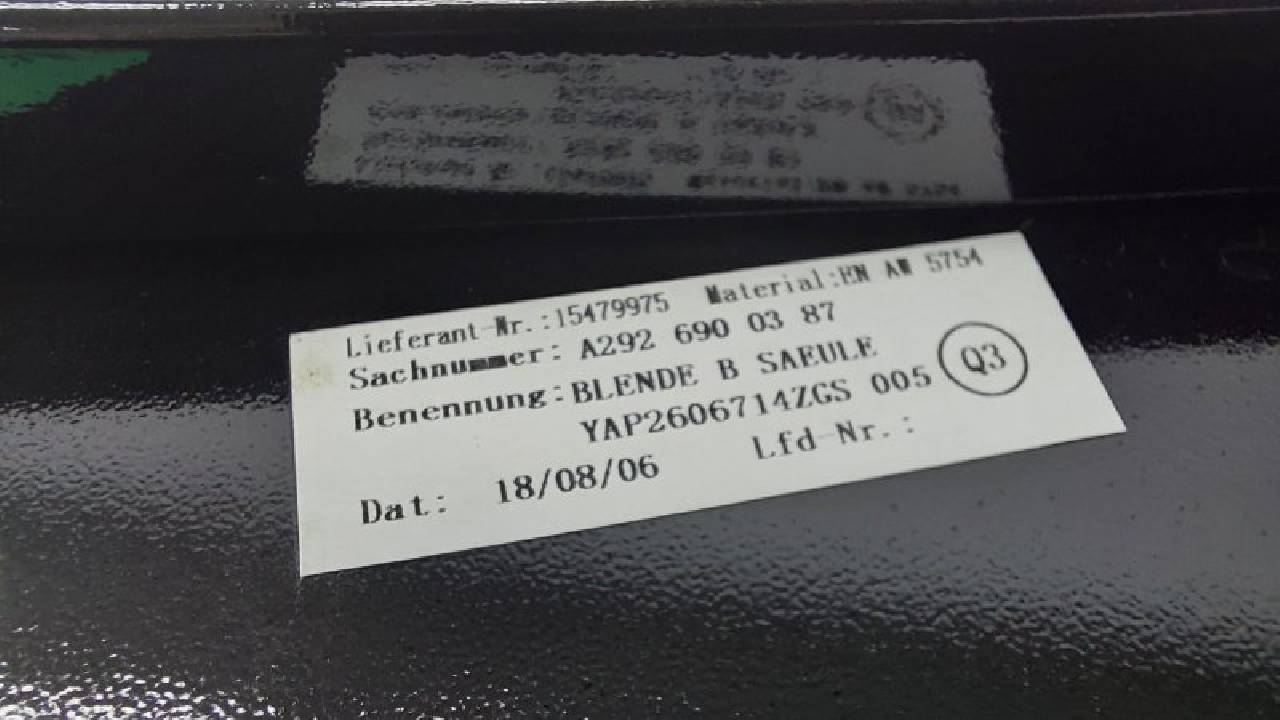 Lieferant-Nr.:15479975 Material:EN AW 5754
Sachnummer: A292 690 03 87
Benennung:BLENDE B SAEULE
YAP2606714ZGS 005 Q3
Dat: 18/08/06 Lfd-Nr.: